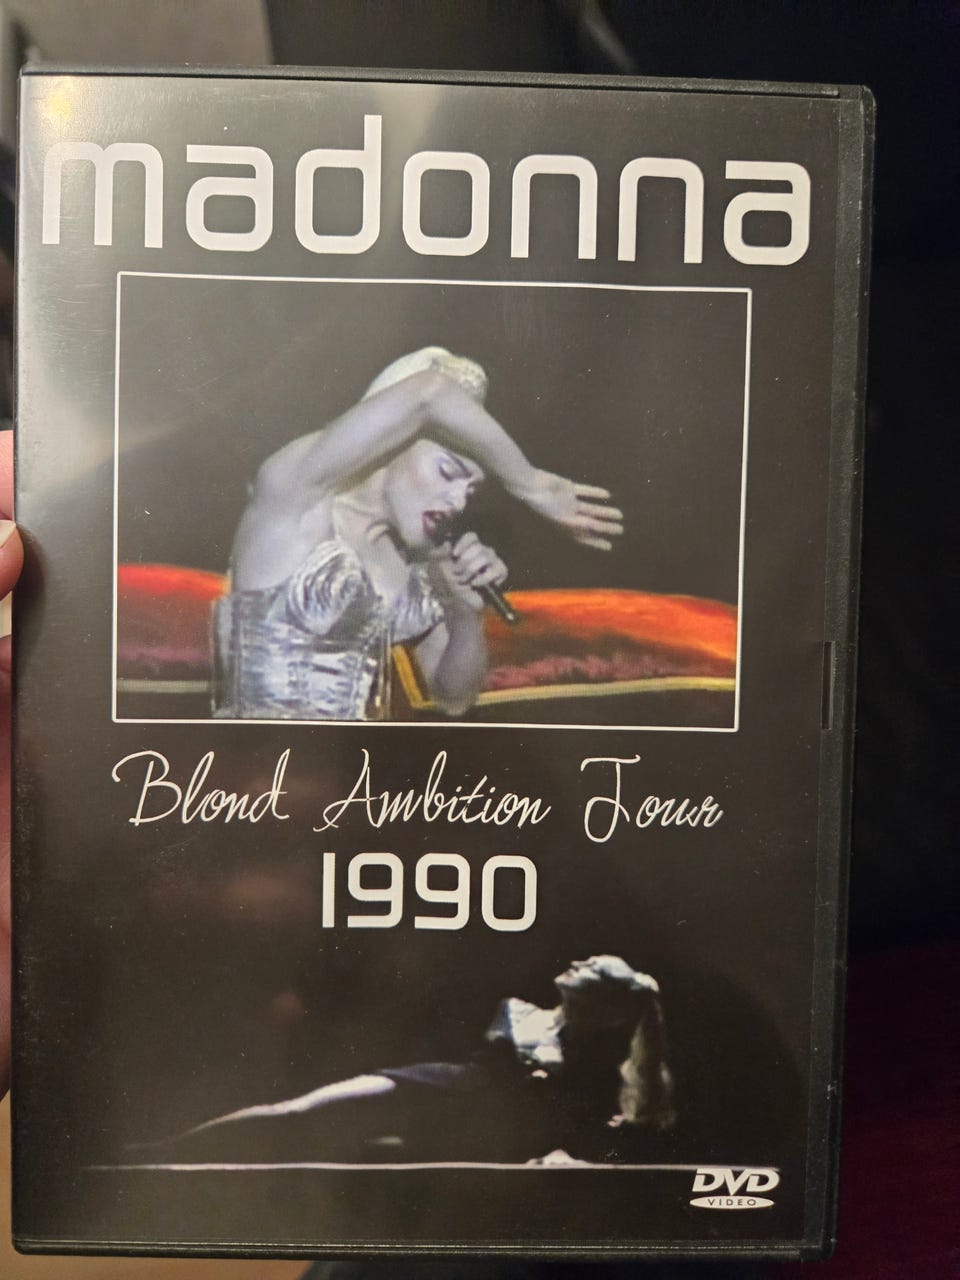 madonna
Blond Ambition Tour
1990
DVD
VIDEO